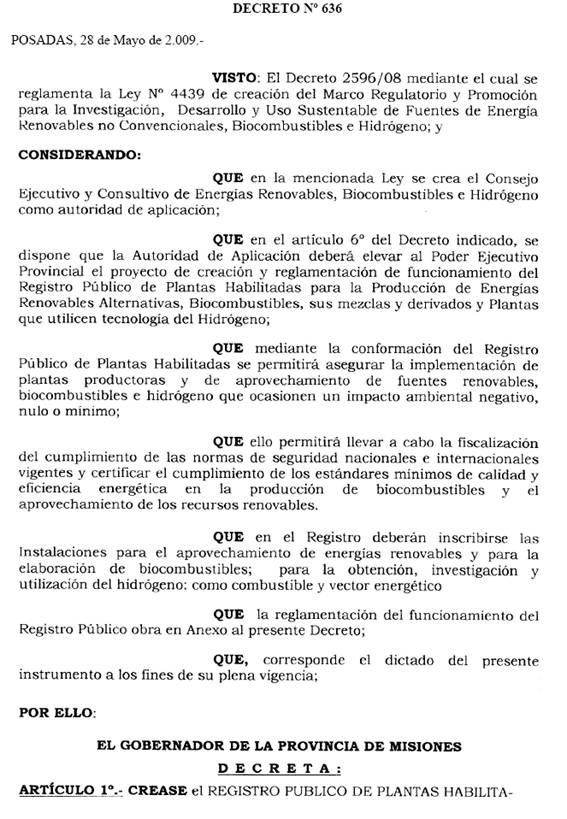 DECRETO Nº 636
POSADAS, 28 de Mayo de 2.009.-
VISTO: El Decreto 2596/08 mediante el cual se
reglamenta la Ley Nº 4439 de creación del Marco Regulatorio y Promoción
para la Investigación, Desarrollo y Uso Sustentable de Fuentes de Energía
Renovables no Convencionales, Biocombustibles e Hidrógeno; y
CONSIDERANDO:
QUE en la mencionada Ley se crea el Consejo
Ejecutivo y Consultivo de Energías Renovables, Biocombustibles e Hidrógeno
como autoridad de aplicación;
QUE en el artículo 6º del Decreto indicado, se
dispone que la Autoridad de Aplicación deberá elevar al Poder Ejecutivo
Provincial el proyecto de creación y reglamentación de funcionamiento del
Registro Público de Plantas Habilitadas para la Producción de Energías
Renovables Alternativas, Biocombustibles, sus mezclas y derivados y Plantas
que utilicen tecnología del Hidrógeno;
QUE mediante la conformación del Registro
Público de Plantas Habilitadas se permitirá asegurar la implementación de
plantas productoras y de aprovechamiento de fuentes renovables,
biocombustibles e hidrógeno que ocasionen un impacto ambiental negativo,
nulo o mínimo;
QUE ello permitirá llevar a cabo la fiscalización
del cumplimiento de las normas de seguridad nacionales e internacionales
vigentes y certificar el cumplimiento de los estándares mínimos de calidad y
eficiencia energética en la producción de biocombustibles y el
aprovechamiento de los recursos renovables.
QUE en el Registro deberán inscribirse las
Instalaciones para el aprovechamiento de energías renovables y para la
elaboración de biocombustibles; para la obtención, investigación y
utilización del hidrógeno: como combustible y vector energético
QUE la reglamentación del funcionamiento del
Registro Público obra en Anexo al presente Decreto;
QUE, corresponde el dictado del presente
instrumento a los fines de su plena vigencia;
POR ELLO:
EL GOBERNADOR DE LA PROVINCIA DE MISIONES
D E C R E T A :
ARTÍCULO 1º.- CREASE el REGISTRO PUBLICO DE PLANTAS HABILITA-